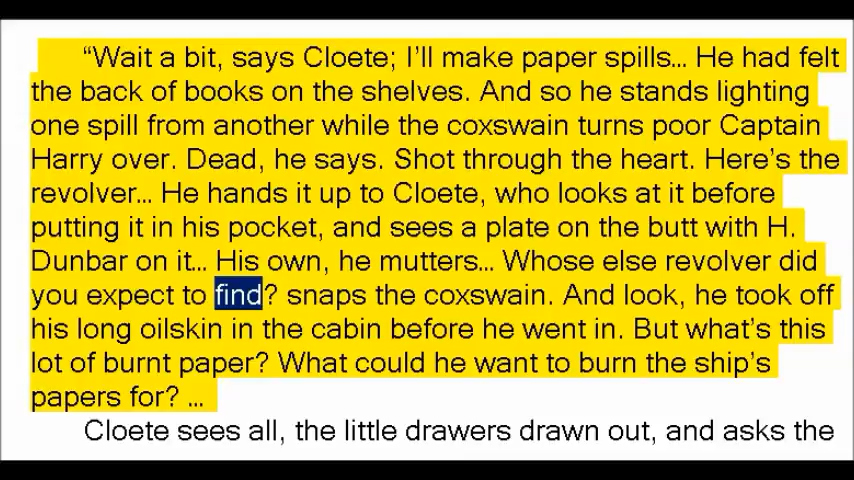 “Wait a bit, says Cloete; I’ll make paper spills... He had felt
the back of books on the shelves. And so he stands lighting
one spill from another while the coxswain turns poor Captain
Harry over. Dead, he says. Shot through the heart. Here’s the
revolver... He hands it up to Cloete, who looks at it before
putting it in his pocket, and sees a plate on the butt with H.
Dunbar on it... His own, he mutters... Whose else revolver did
you expect to find? snaps the coxswain. And look, he took off
his long oilskin in the cabin before he went in. But what’s this
lot of burnt paper? What could he want to burn the ship’s
papers for? ...
Cloete sees all, the little drawers drawn out, and asks the